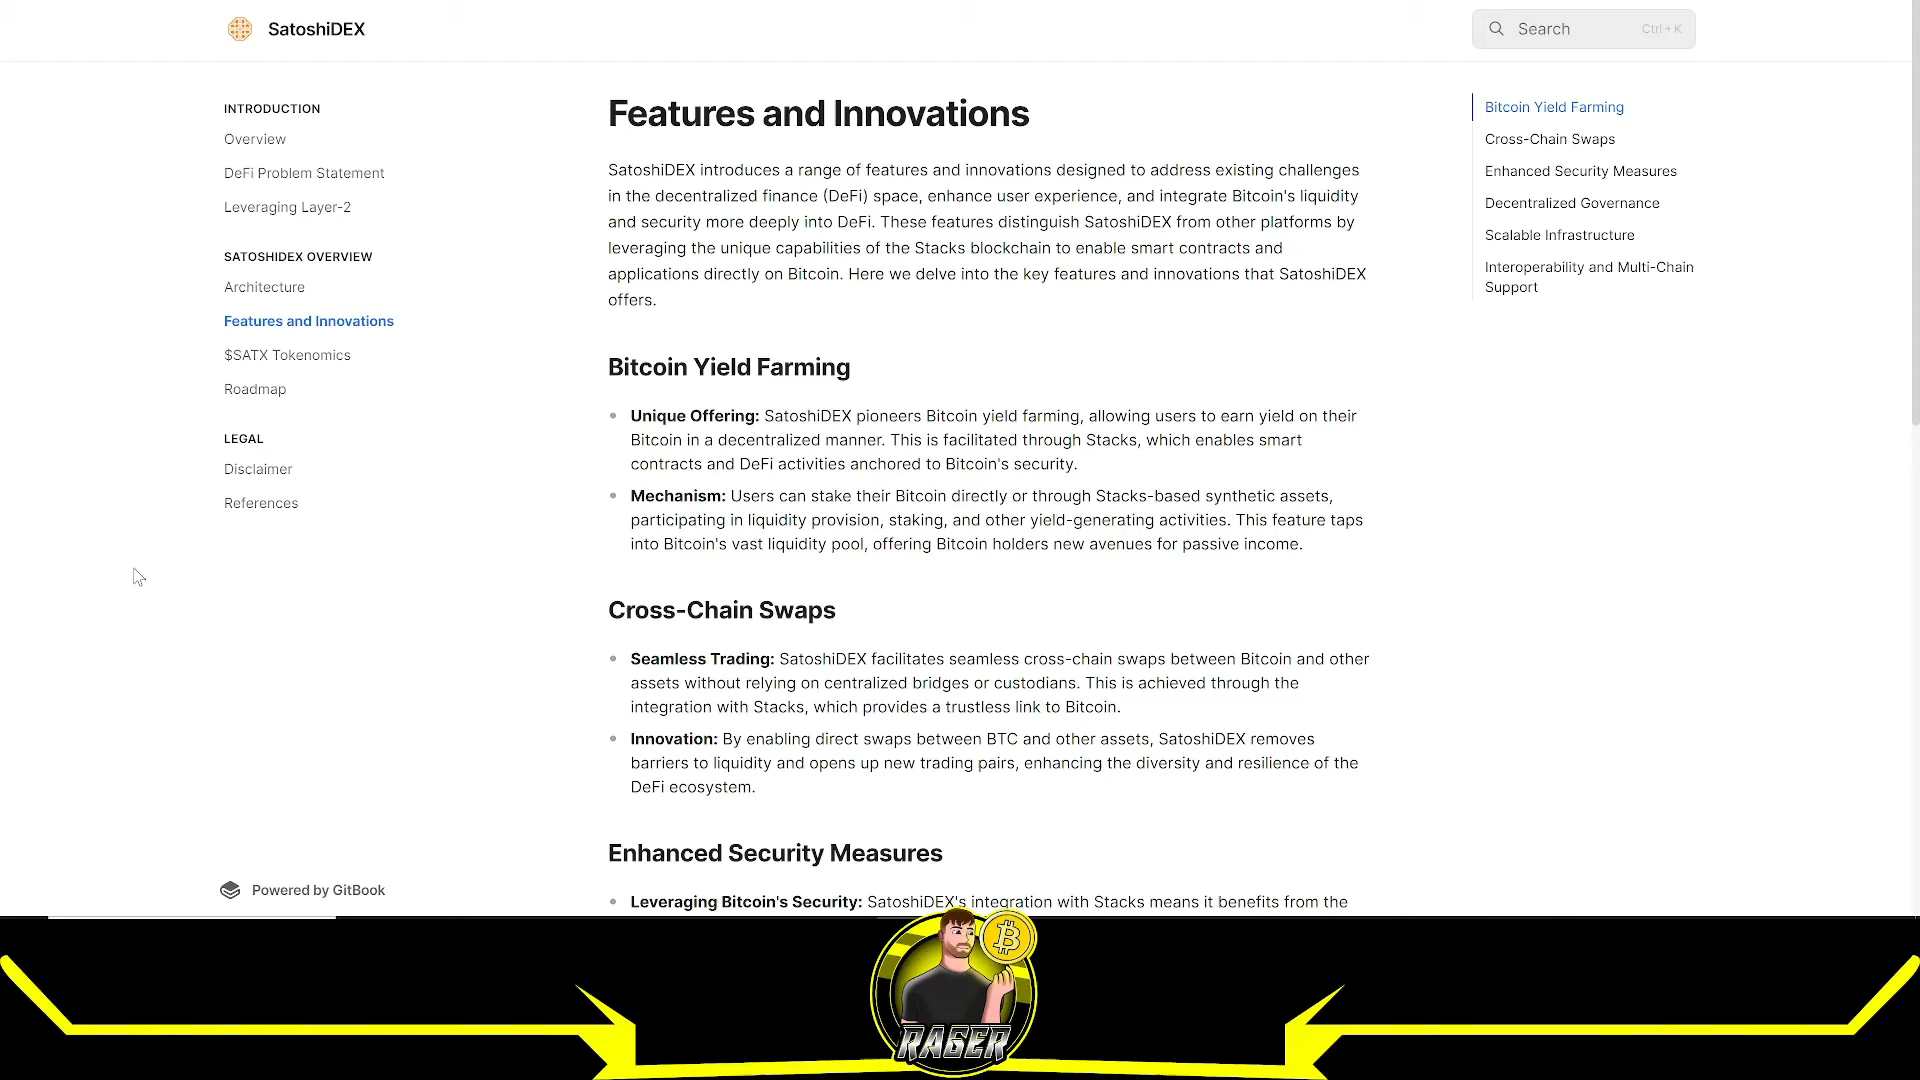 SatoshiDEX
Search
Ctrl + K
INTRODUCTION
Overview
DeFi Problem Statement
Leveraging Layer-2
SATOSHIDEX OVERVIEW
Architecture
Features and Innovations
$SATX Tokenomics
Roadmap
LEGAL
Disclaimer
References
Powered by GitBook
Features and Innovations
SatoshiDEX introduces a range of features and innovations designed to address existing challenges
in the decentralized finance (DeFi) space, enhance user experience, and integrate Bitcoin's liquidity
and security more deeply into DeFi. These features distinguish SatoshiDEX from other platforms by
leveraging the unique capabilities of the Stacks blockchain to enable smart contracts and
applications directly on Bitcoin. Here we delve into the key features and innovations that SatoshiDEX
offers.
Bitcoin Yield Farming
Unique Offering: SatoshiDEX pioneers Bitcoin yield farming, allowing users to earn yield on their
Bitcoin in a decentralized manner. This is facilitated through Stacks, which enables smart
contracts and DeFi activities anchored to Bitcoin's security.
Mechanism: Users can stake their Bitcoin directly or through Stacks-based synthetic assets,
participating in liquidity provision, staking, and other yield-generating activities. This feature taps
into Bitcoin's vast liquidity pool, offering Bitcoin holders new avenues for passive income.
Cross-Chain Swaps
Seamless Trading: SatoshiDEX facilitates seamless cross-chain swaps between Bitcoin and other
assets without relying on centralized bridges or custodians. This is achieved through the
integration with Stacks, which provides a trustless link to Bitcoin.
Innovation: By enabling direct swaps between BTC and other assets, SatoshiDEX removes
barriers to liquidity and opens up new trading pairs, enhancing the diversity and resilience of the
DeFi ecosystem.
Enhanced Security Measures
Leveraging Bitcoin's Security: SatoshiDEX's integration with Stacks means it benefits from the
Bitcoin Yield Farming
Cross-Chain Swaps
Enhanced Security Measures
Decentralized Governance
Scalable Infrastructure
Interoperability and Multi-Chain
Support
RAGER